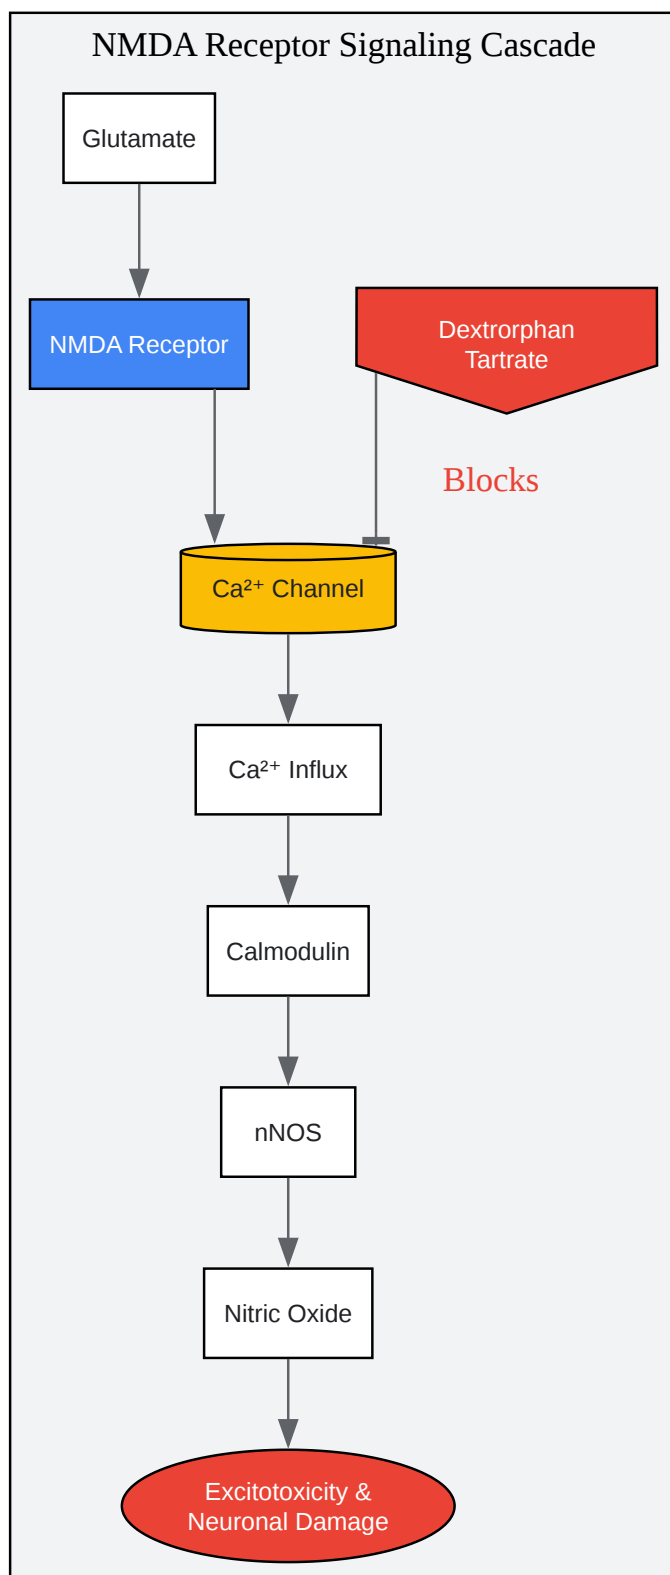 NMDA Receptor Signaling Cascade
Glutamate
NMDA Receptor
Dextrorphan
Tartrate
Blocks
Ca²⁺ Channel
Ca²⁺ Influx
Calmodulin
nNOS
Nitric Oxide
Excitotoxicity &
Neuronal Damage